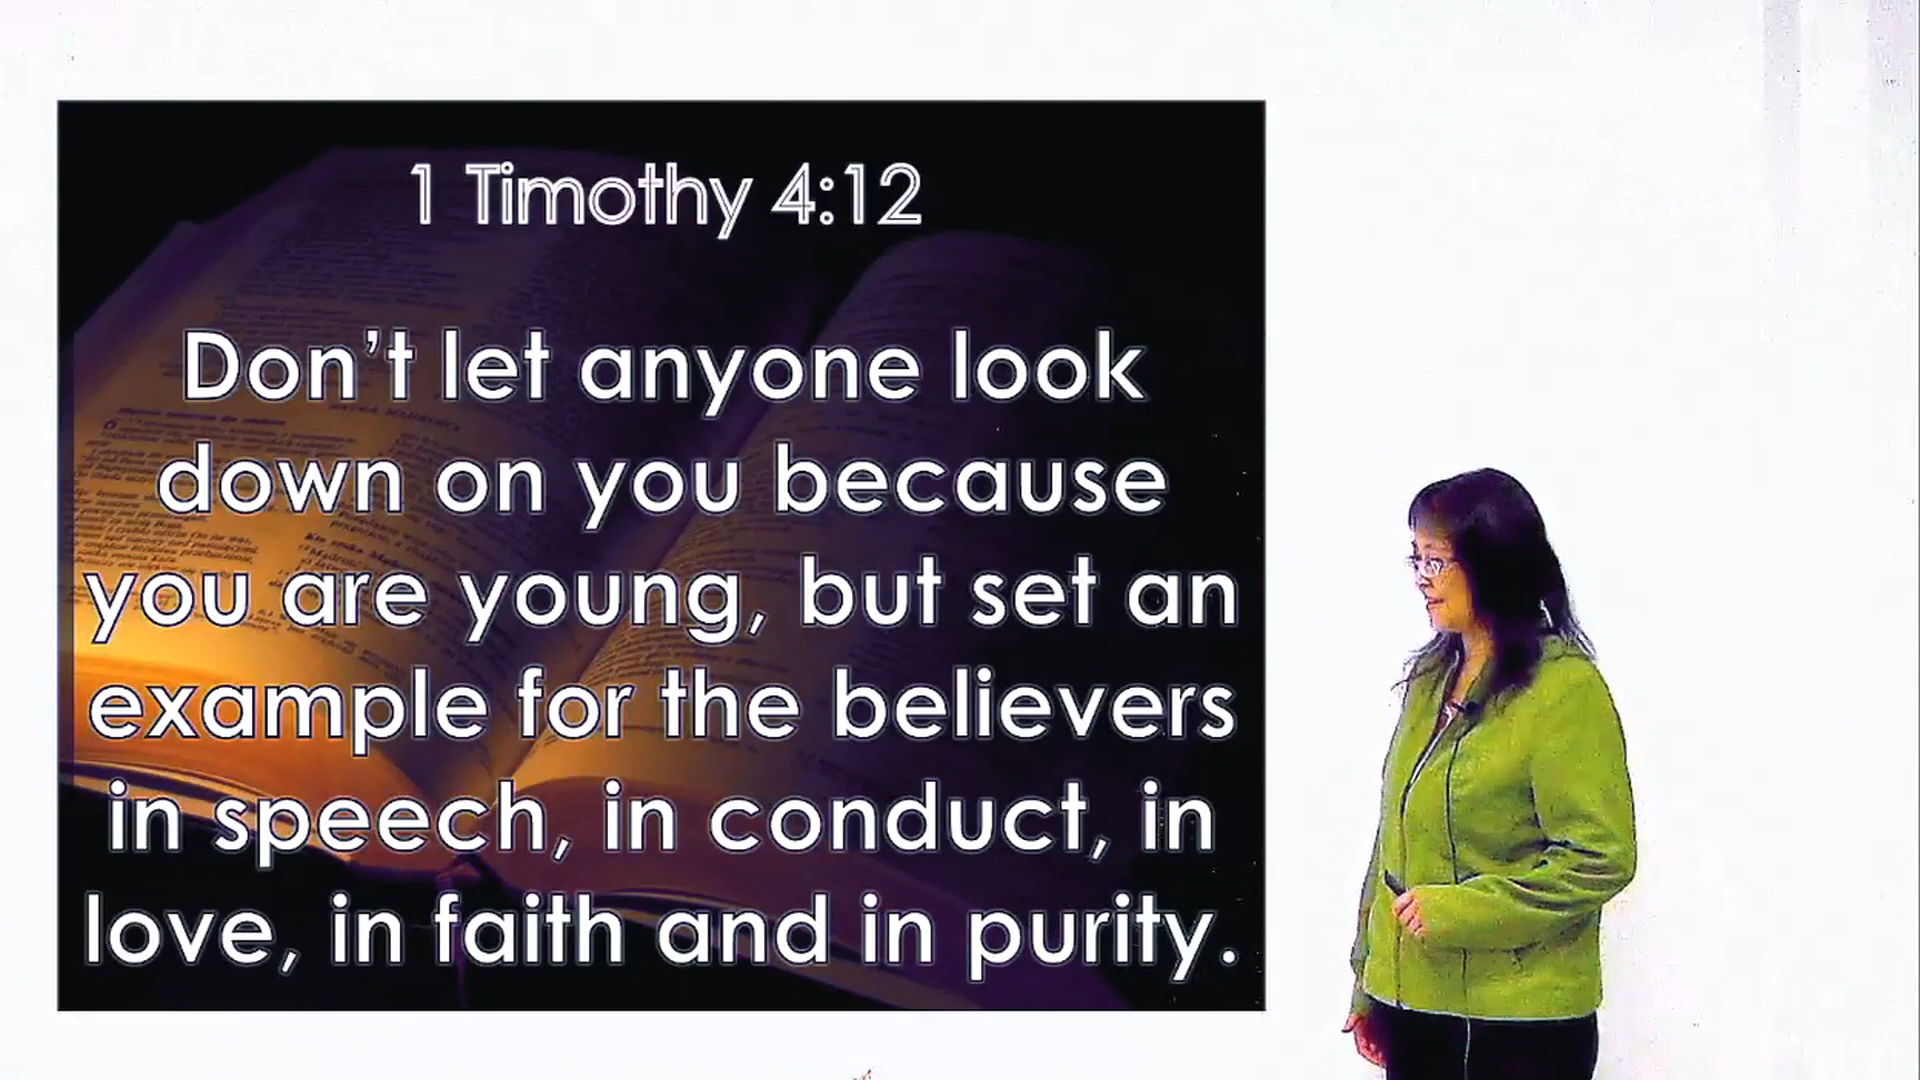 1 Timothy 4:12
Don't let anyone look
down on you because
you are young, but set an
example for the believers
in speech, in conduct, in
love, in faith and in purity.